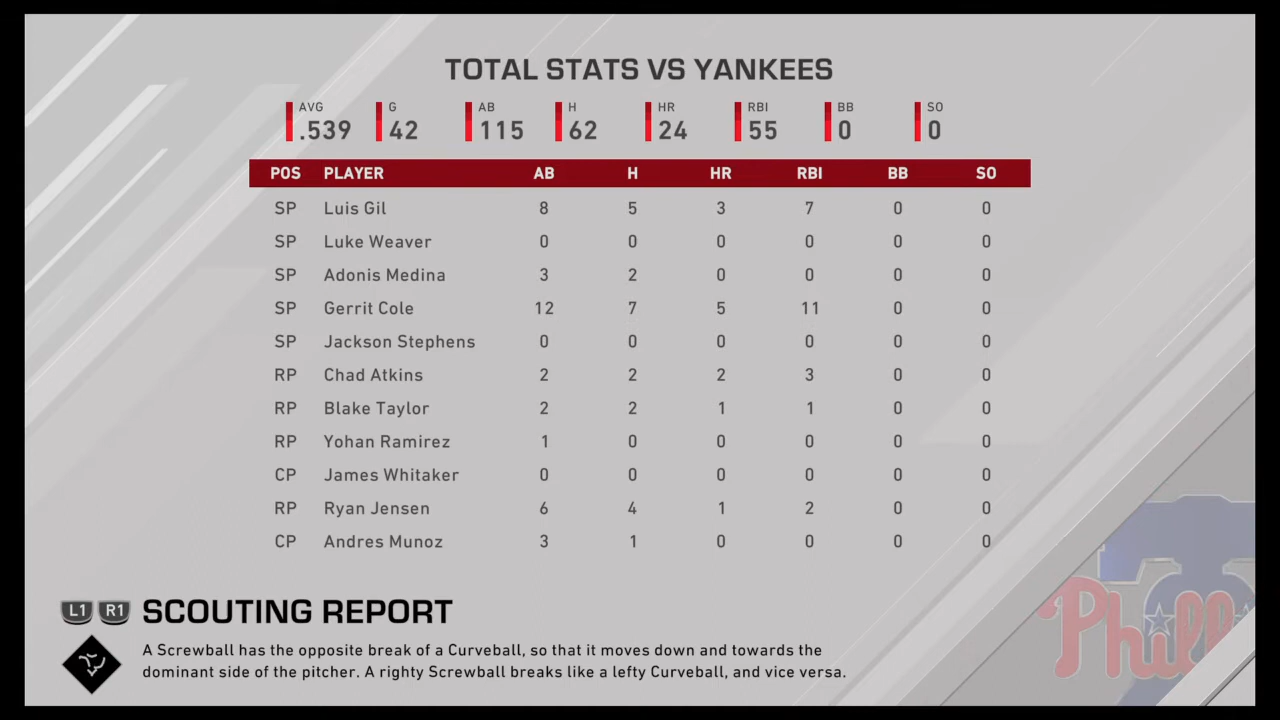 TOTAL STATS VS YANKEES
AVG G AB H HR RBI BB SO
.539 42 115 62 24 55 0 0
POS PLAYER AB H HR RBI BB SO
SP Luis Gil 8 5 3 7 0 0
SP Luke Weaver 0 0 0 0 0 0
SP Adonis Medina 3 2 0 0 0 0
SP Gerrit Cole 12 7 5 11 0 0
SP Jackson Stephens 0 0 0 0 0 0
RP Chad Atkins 2 2 2 3 0 0
RP Blake Taylor 2 2 1 1 0 0
RP Yohan Ramirez 1 0 0 0 0 0
CP James Whitaker 0 0 0 0 0 0
RP Ryan Jensen 6 4 1 2 0 0
CP Andres Munoz 3 1 0 0 0 0
L1 R1 SCOUTING REPORT
A Screwball has the opposite break of a Curveball, so that it moves down and towards the
dominant side of the pitcher. A righty Screwball breaks like a lefty Curveball, and vice versa.
Phill